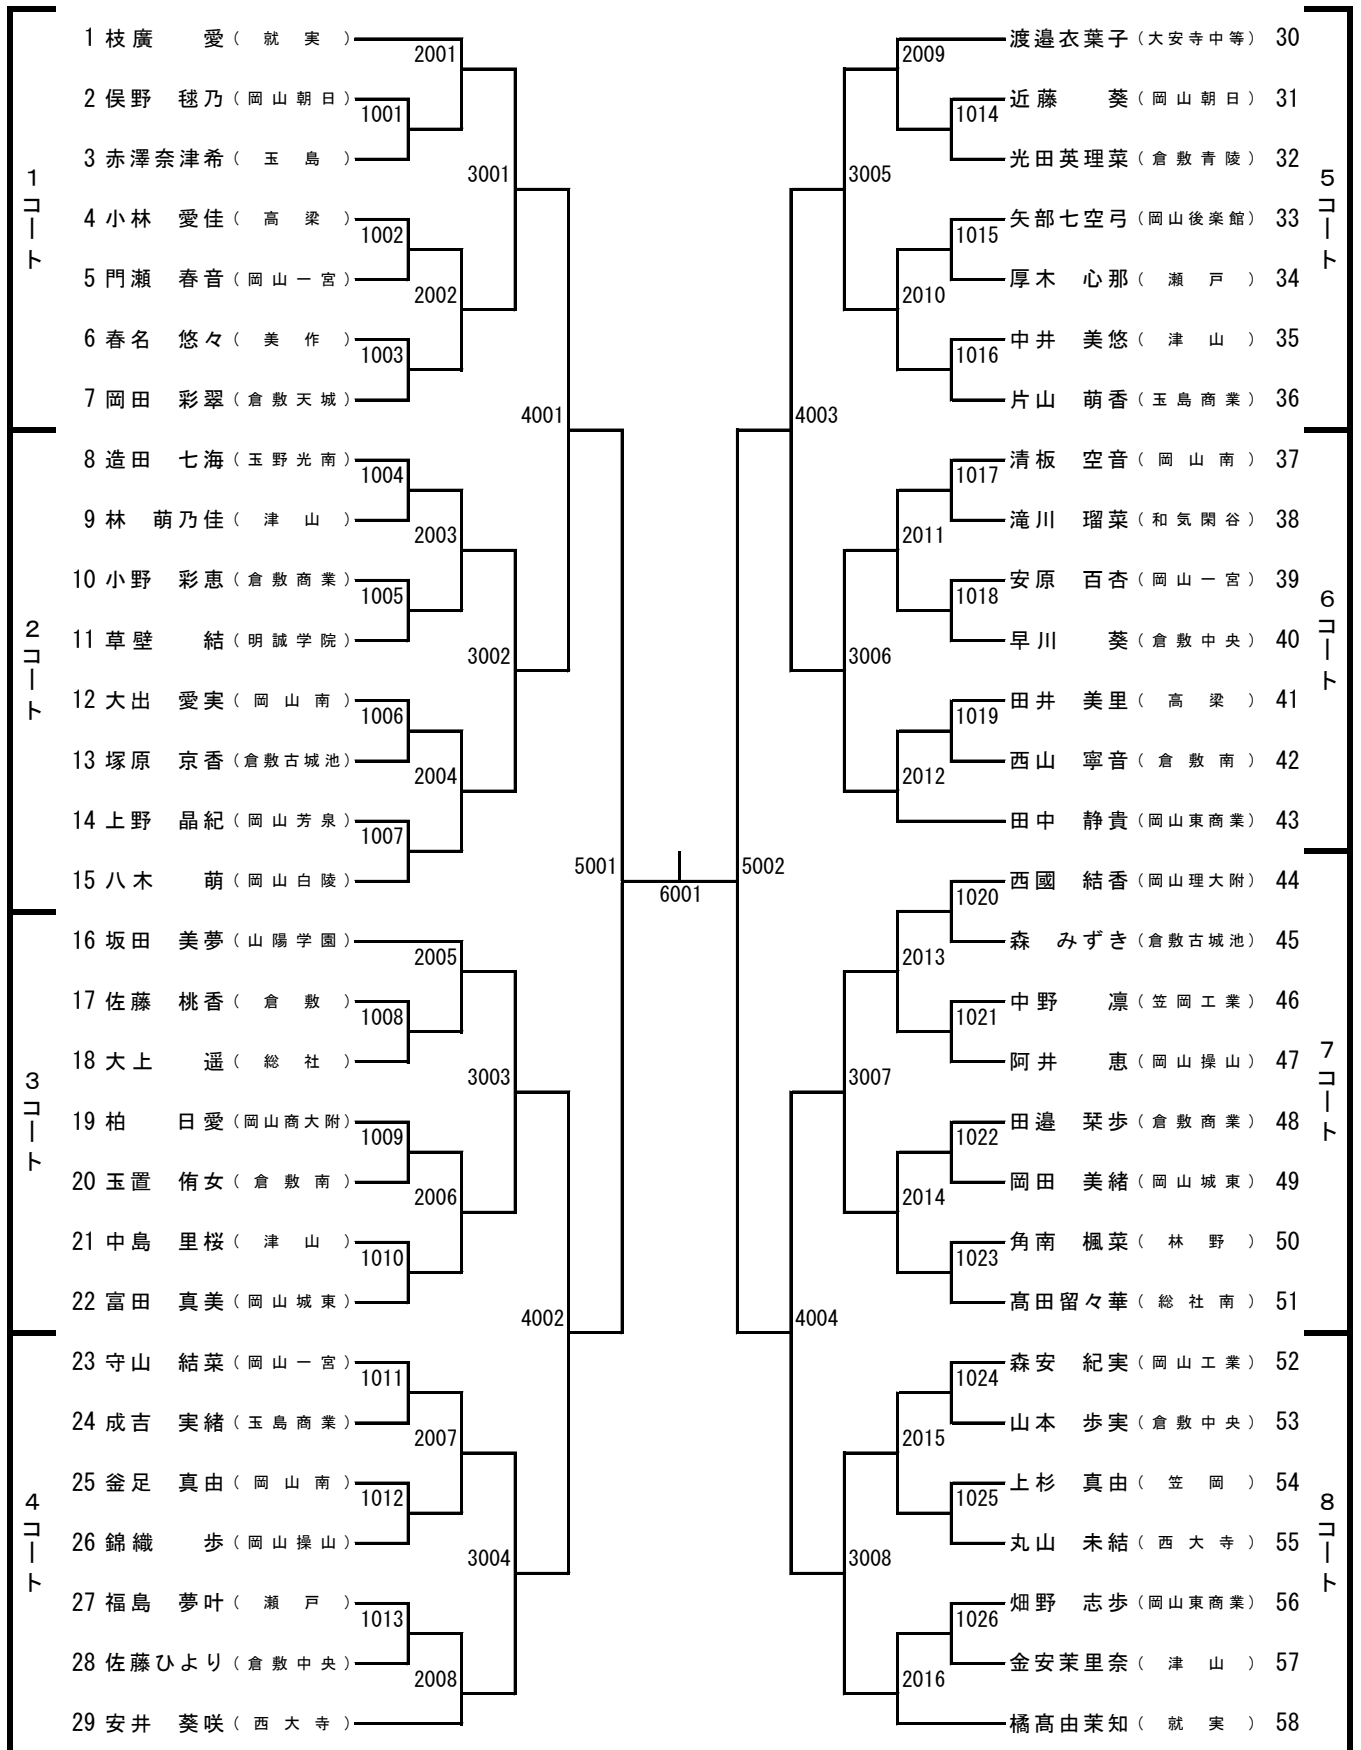 1コート
1 枝廣 愛(就実)
2 俣野 毬乃(岡山朝日)
3 赤澤奈津希(玉島)
4 小林 愛佳(高梁)
5 門瀬 春音(岡山一宮)
6 春名 悠々(美作)
7 岡田 彩翠(倉敷天城)
2コート
8 造田 七海(玉野光南)
9 林 萌乃佳(津山)
10 小野 彩恵(倉敷商業)
11 草壁 結(明誠学院)
12 大出 愛実(岡山南)
13 塚原 京香(倉敷古城池)
14 上野 晶紀(岡山芳泉)
15 八木 萌(岡山白陵)
3コート
16 坂田 美夢(山陽学園)
17 佐藤 桃香(倉敷)
18 大上 遥(総社)
19 柏 日愛(岡山商大附)
20 玉置 侑女(倉敷南)
21 中島 里桜(津山)
22 富田 真美(岡山城東)
4コート
23 守山 結菜(岡山一宮)
24 成吉 実緒(玉島商業)
25 釜足 真由(岡山南)
26 錦織 歩(岡山操山)
27 福島 夢叶(瀬戸)
28 佐藤ひより(倉敷中央)
29 安井 葵咲(西大寺)
1001
1002
1003
1004
1005
1006
1007
1008
1009
1010
1011
1012
1013
2001
2002
2003
2004
2005
2006
2007
2008
3001
3002
3003
3004
4001
4002
5001
6001
5002
4003
4004
3005
3006
3007
3008
2009
2010
2011
2012
2013
2014
2015
2016
1014
1015
1016
1017
1018
1019
1020
1021
1022
1023
1024
1025
1026
5コート
渡邉衣葉子(大安寺中等) 30
近藤 葵(岡山朝日) 31
光田英理菜(倉敷青陵) 32
矢部七空弓(岡山後楽館) 33
厚木 心那(瀬戸) 34
中井 美悠(津山) 35
片山 萌香(玉島商業) 36
6コート
清板 空音(岡山南) 37
滝川 瑠菜(和気閑谷) 38
安原 百杏(岡山一宮) 39
早川 葵(倉敷中央) 40
田井 美里(高梁) 41
西山 寧音(倉敷南) 42
田中 静貴(岡山東商業) 43
7コート
西國 結香(岡山理大附) 44
森 みずき(倉敷古城池) 45
中野 凛(笠岡工業) 46
阿井 恵(岡山操山) 47
田邉 栞歩(倉敷商業) 48
岡田 美緒(岡山城東) 49
角南 楓菜(林野) 50
髙田留々華(総社南) 51
8コート
森安 紀実(岡山工業) 52
山本 歩実(倉敷中央) 53
上杉 真由(笠岡) 54
丸山 未結(西大寺) 55
畑野 志歩(岡山東商業) 56
金安茉里奈(津山) 57
橘髙由茉知(就実) 58